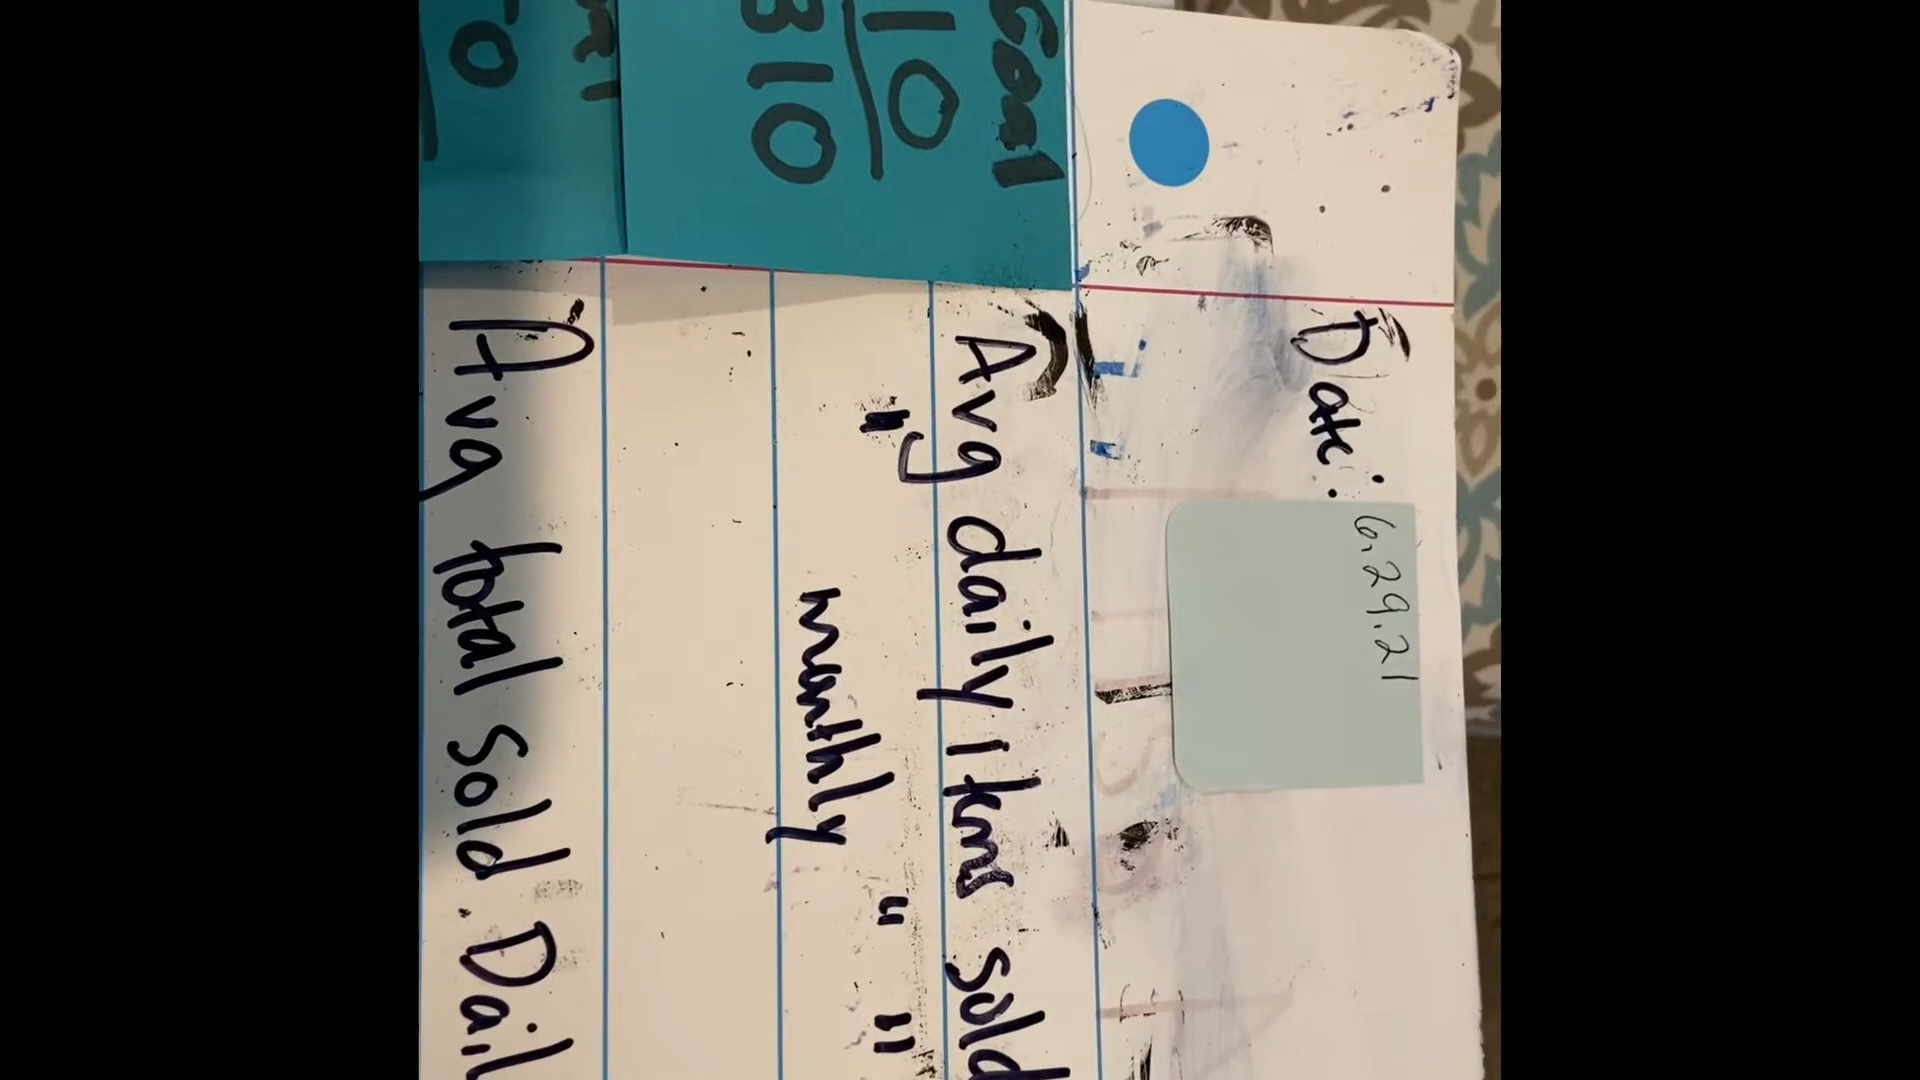 Date: 6.29.21
Goal
10
310
Avg daily Items sold
" monthly " "
Avg total sold. Dail